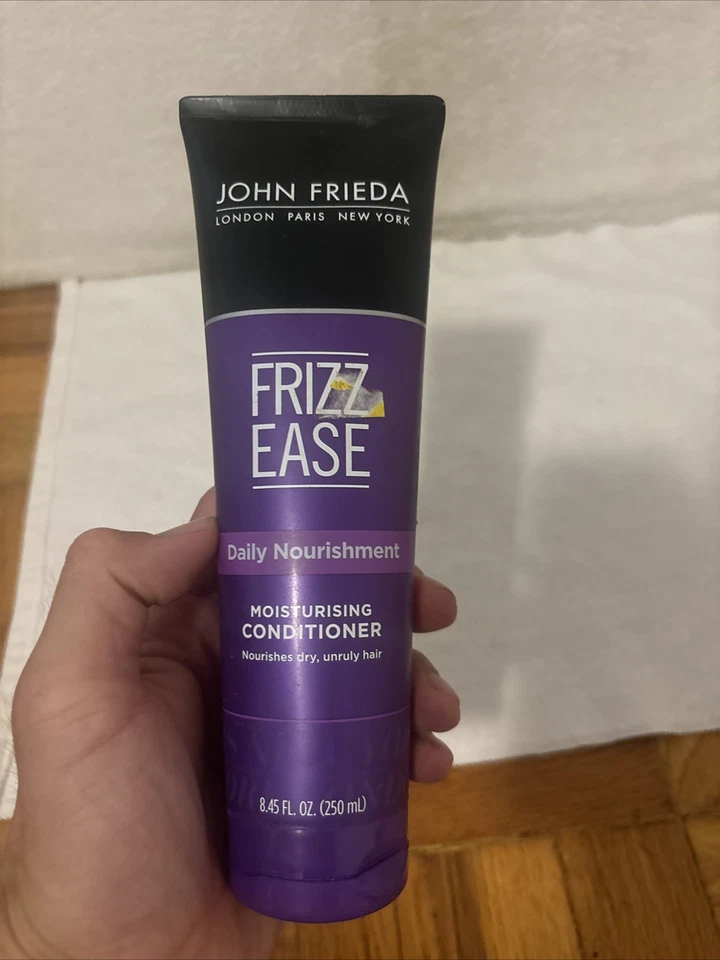 JOHN FRIEDA
LONDON PARIS NEW YORK
FRIZZ
EASE
Daily Nourishment
MOISTURISING
CONDITIONER
Nourishes dry, unruly hair
8.45 FL. OZ. (250 mL)